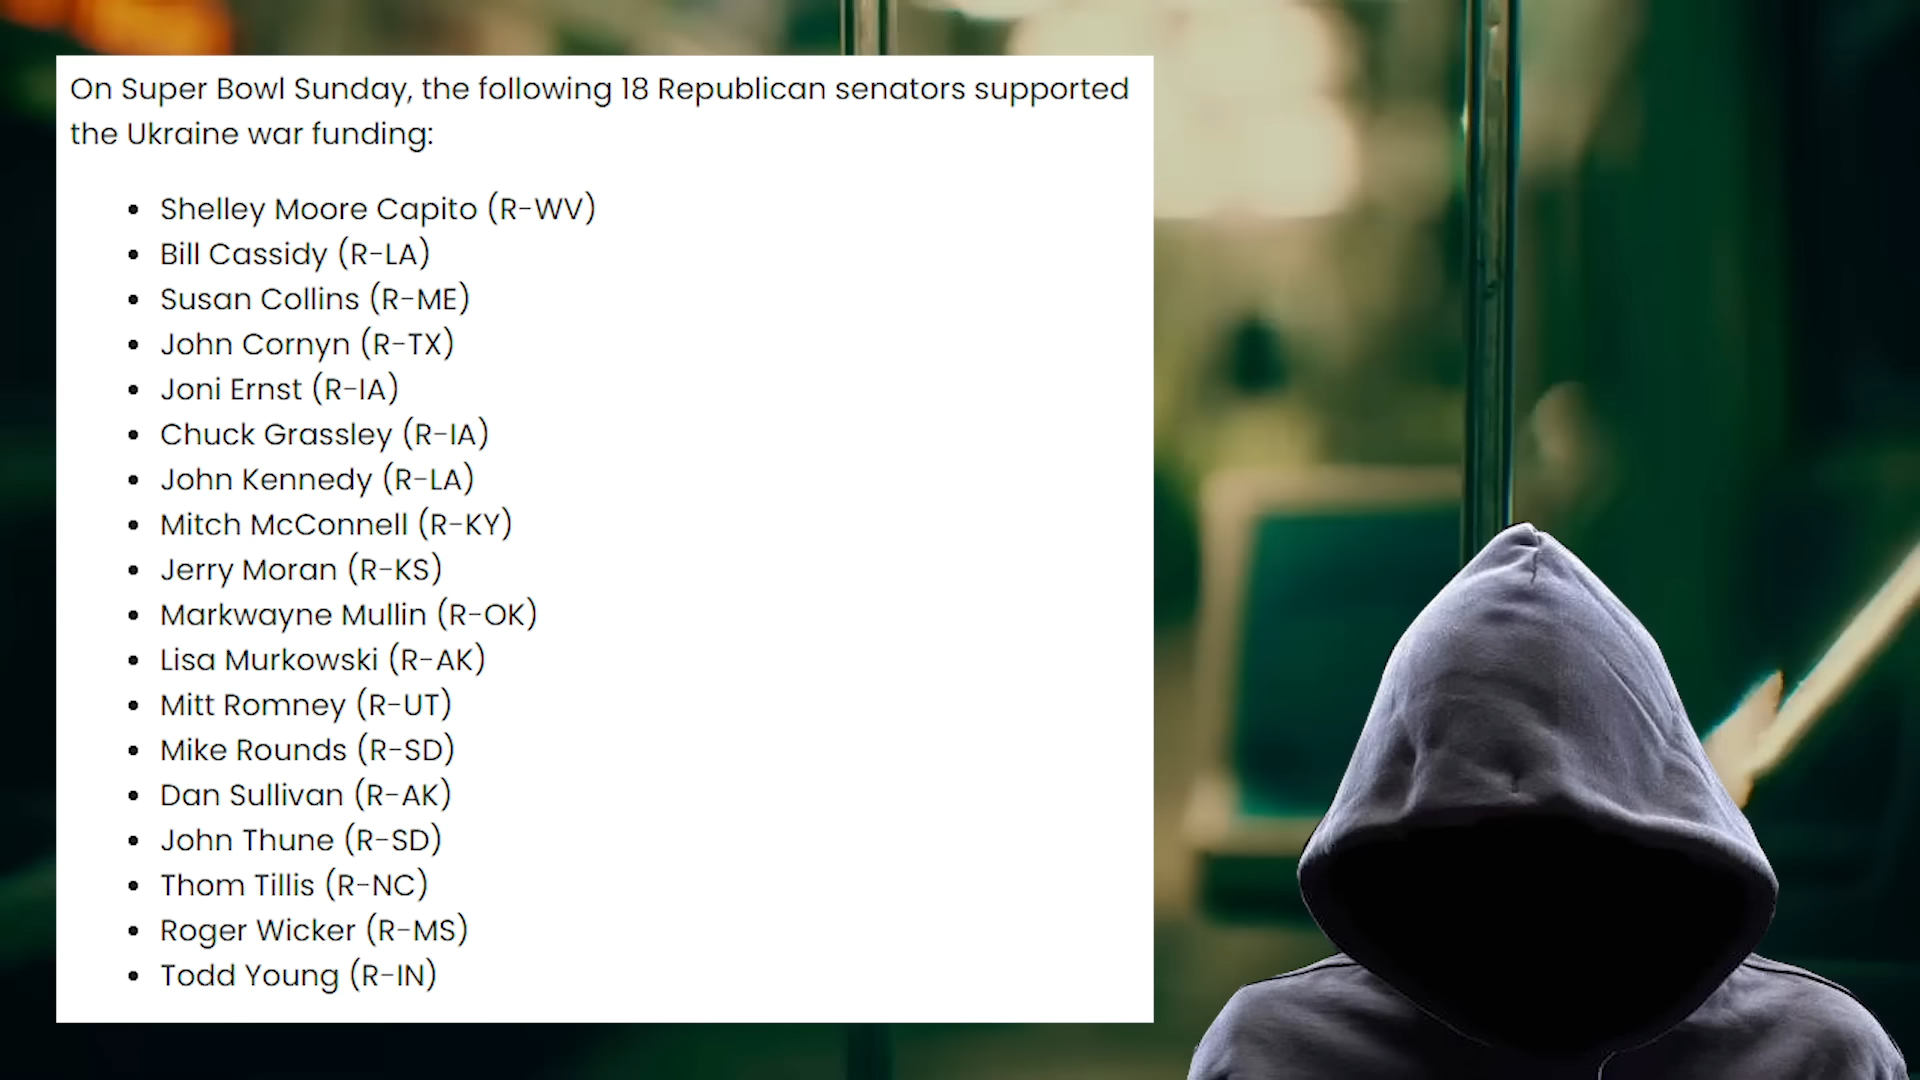 On Super Bowl Sunday, the following 18 Republican senators supported
the Ukraine war funding:
• Shelley Moore Capito (R-WV)
• Bill Cassidy (R-LA)
• Susan Collins (R-ME)
• John Cornyn (R-TX)
• Joni Ernst (R-IA)
• Chuck Grassley (R-IA)
• John Kennedy (R-LA)
• Mitch McConnell (R-KY)
• Jerry Moran (R-KS)
• Markwayne Mullin (R-OK)
• Lisa Murkowski (R-AK)
• Mitt Romney (R-UT)
• Mike Rounds (R-SD)
• Dan Sullivan (R-AK)
• John Thune (R-SD)
• Thom Tillis (R-NC)
• Roger Wicker (R-MS)
• Todd Young (R-IN)